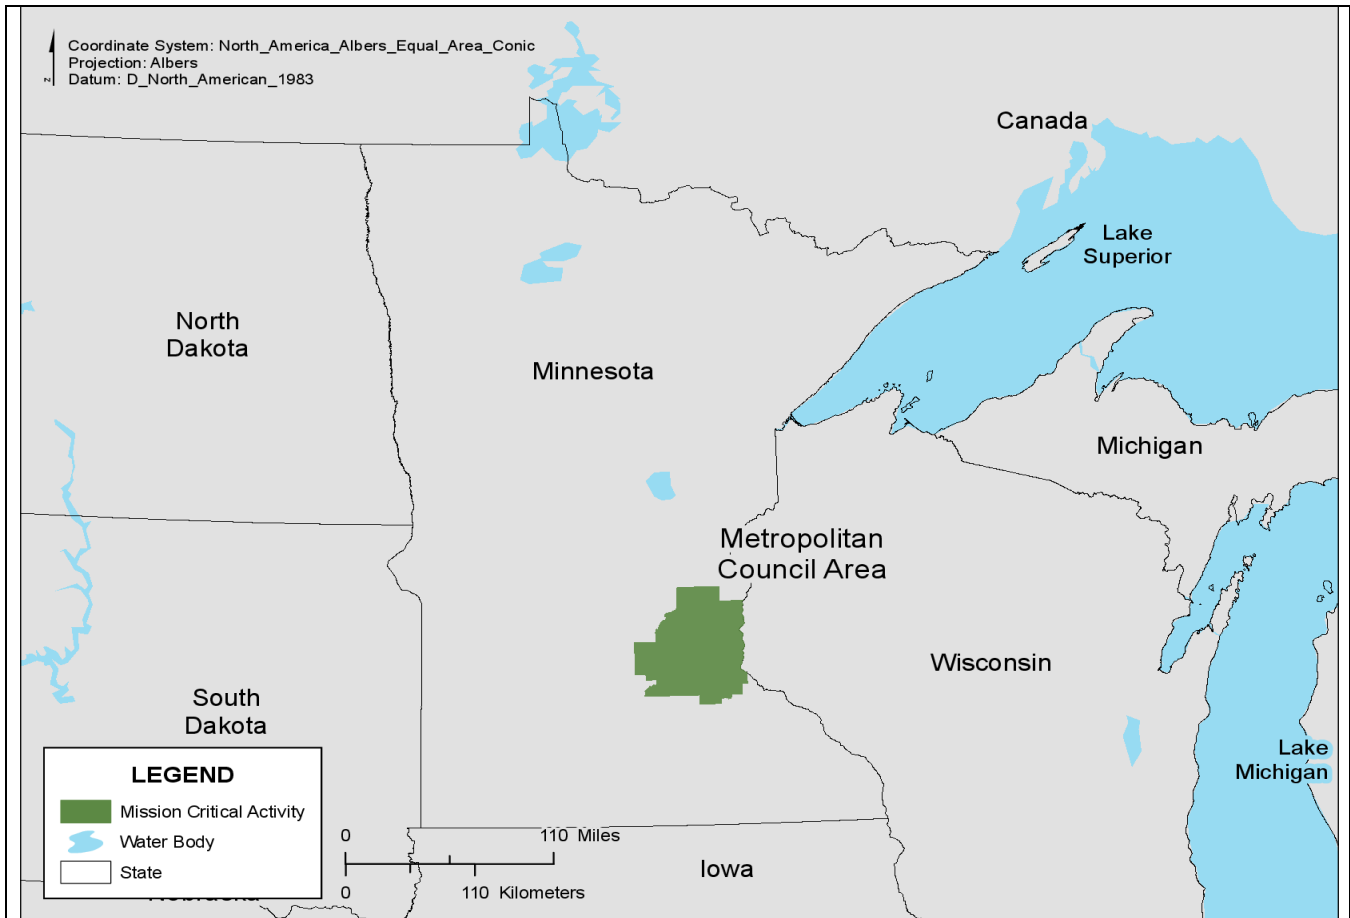 Coordinate System: North_America_Albers_Equal_Area_Conic
Projection: Albers
Datum: D_North_American_1983
N
Canada
Lake
Superior
North
Dakota
Minnesota
Michigan
Metropolitan
Council Area
Wisconsin
South
Dakota
Lake
Michigan
LEGEND
Mission Critical Activity
Water Body
State
0
110 Miles
0
110 Kilometers
Iowa
Nebraska